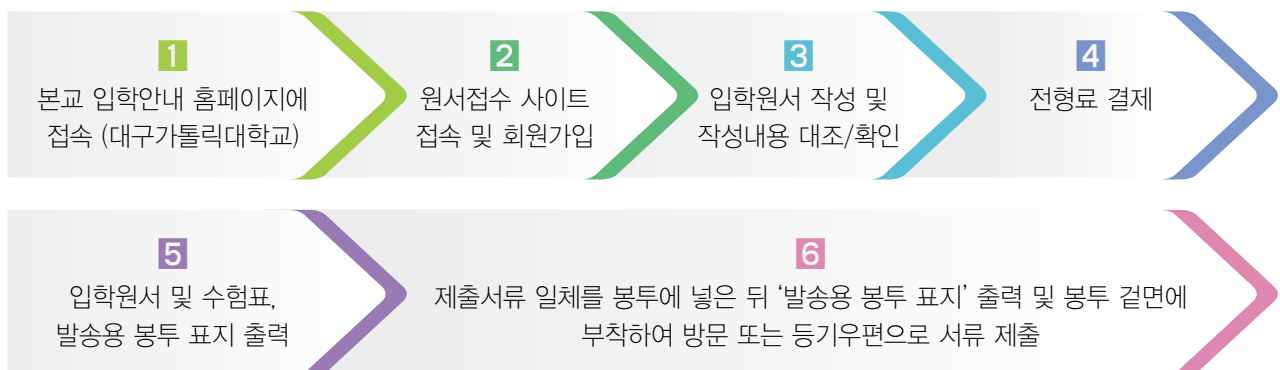 1
본교 입학안내 홈페이지에
접속 (대구가톨릭대학교)
2
원서접수 사이트
접속 및 회원가입
3
입학원서 작성 및
작성내용 대조/확인
4
전형료 결제
5
입학원서 및 수험표,
발송용 봉투 표지 출력
6
제출서류 일체를 봉투에 넣은 뒤 ‘발송용 봉투 표지’ 출력 및 봉투 겉면에
부착하여 방문 또는 등기우편으로 서류 제출